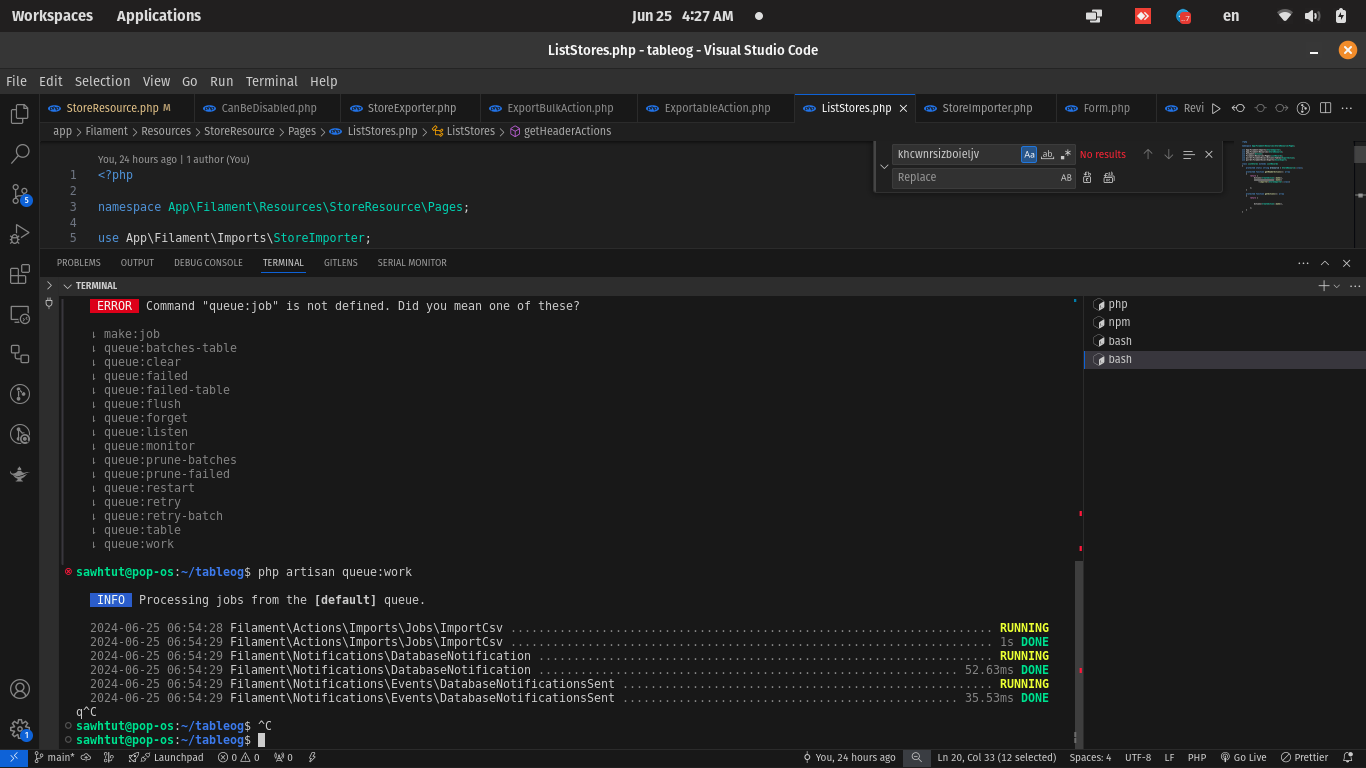 Workspaces Applications Jun 25 4:27 AM en
ListStores.php - tableog - Visual Studio Code
File Edit Selection View Go Run Terminal Help
StoreResource.php M CanBeDisabled.php StoreExporter.php ExportBulkAction.php ExportableAction.php ListStores.php StoreImporter.php Form.php Revi
app > Filament > Resources > StoreResource > Pages > ListStores.php > ListStores > getHeaderActions
You, 24 hours ago | 1 author (You)
khcwnrsizboieljv Aa ab .* No results
Replace AB
1 <?php
2
3 namespace App\Filament\Resources\StoreResource\Pages;
4
5 use App\Filament\Imports\StoreImporter;
PROBLEMS OUTPUT DEBUG CONSOLE TERMINAL GITLENS SERIAL MONITOR
TERMINAL
ERROR Command "queue:job" is not defined. Did you mean one of these?
⇂ make:job
⇂ queue:batches-table
⇂ queue:clear
⇂ queue:failed
⇂ queue:failed-table
⇂ queue:flush
⇂ queue:forget
⇂ queue:listen
⇂ queue:monitor
⇂ queue:prune-batches
⇂ queue:prune-failed
⇂ queue:restart
⇂ queue:retry
⇂ queue:retry-batch
⇂ queue:table
⇂ queue:work
sawhtut@pop-os:~/tableog$ php artisan queue:work
INFO Processing jobs from the [default] queue.
2024-06-25 06:54:28 Filament\Actions\Imports\Jobs\ImportCsv ..................................................................... RUNNING
2024-06-25 06:54:29 Filament\Actions\Imports\Jobs\ImportCsv ..................................................................... 1s DONE
2024-06-25 06:54:29 Filament\Notifications\DatabaseNotification ................................................................. RUNNING
2024-06-25 06:54:29 Filament\Notifications\DatabaseNotification ............................................................ 52.63ms DONE
2024-06-25 06:54:29 Filament\Notifications\Events\DatabaseNotificationsSent ..................................................... RUNNING
2024-06-25 06:54:29 Filament\Notifications\Events\DatabaseNotificationsSent ................................................ 35.53ms DONE
q^C
sawhtut@pop-os:~/tableog$ ^C
sawhtut@pop-os:~/tableog$
php
npm
bash
bash
5
1
main* Launchpad 0 0 0 You, 24 hours ago Ln 20, Col 33 (12 selected) Spaces: 4 UTF-8 LF PHP Go Live Prettier